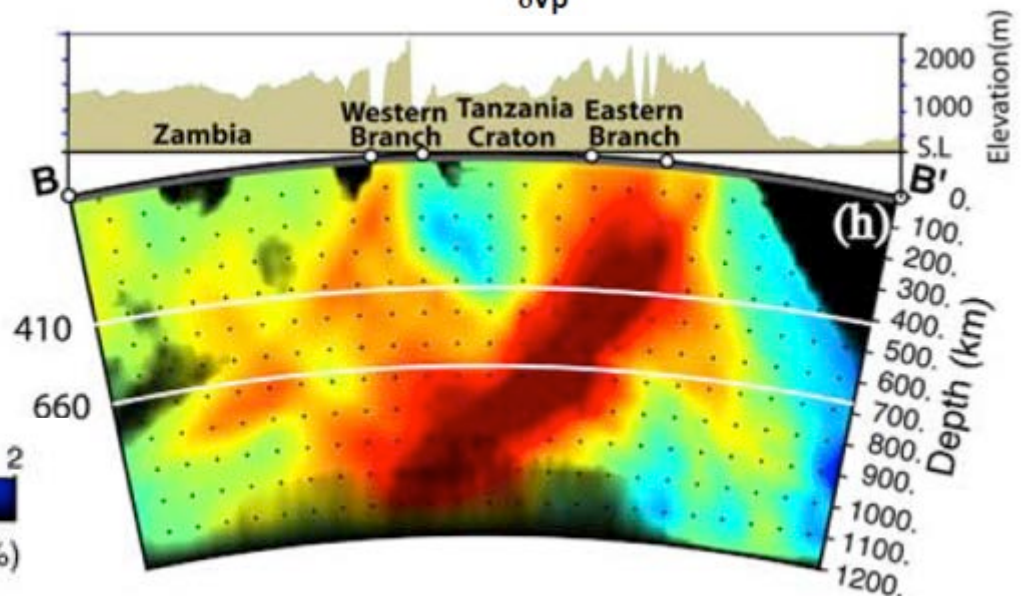 δVp
2000
1000
S.L
Elevation(m)
Western Tanzania Eastern
Zambia Branch Craton Branch
B B'
(h)
0.
100.
200.
300.
410
400.
500.
600.
660
700.
800.
900.
1000.
1100.
1200.
Depth (km)
2
%)